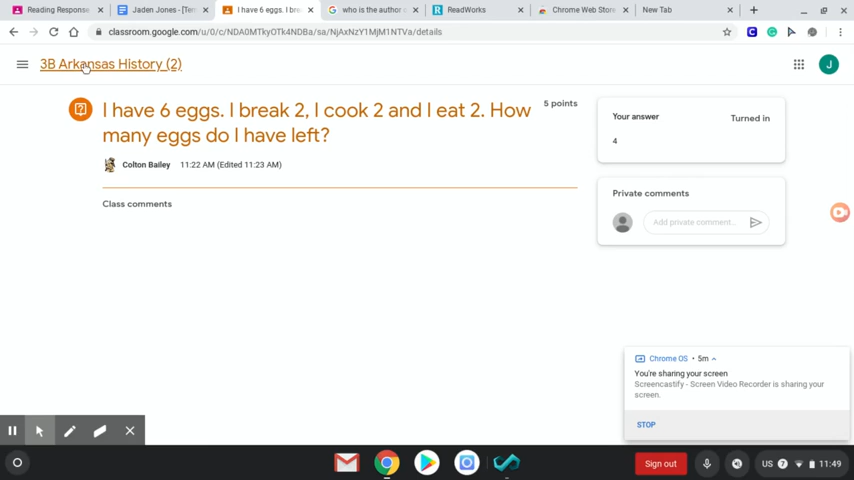 Reading Response
Jaden Jones - [Ten
I have 6 eggs. I bre
who is the author o
ReadWorks
Chrome Web Store
New Tab
classroom.google.com/u/0/c/NDA0MTkyOTk4NDBa/sa/NjAxNzY1MjM1NTVa/details
3B Arkansas History (2)
J
I have 6 eggs. I break 2, I cook 2 and I eat 2. How
many eggs do I have left?
5 points
Colton Bailey 11:22 AM (Edited 11:23 AM)
Class comments
Your answer
Turned in
4
Private comments
Add private comment...
Chrome OS • 5m
You're sharing your screen
Screencastify - Screen Video Recorder is sharing your
screen.
STOP
Sign out
US
7
11:49